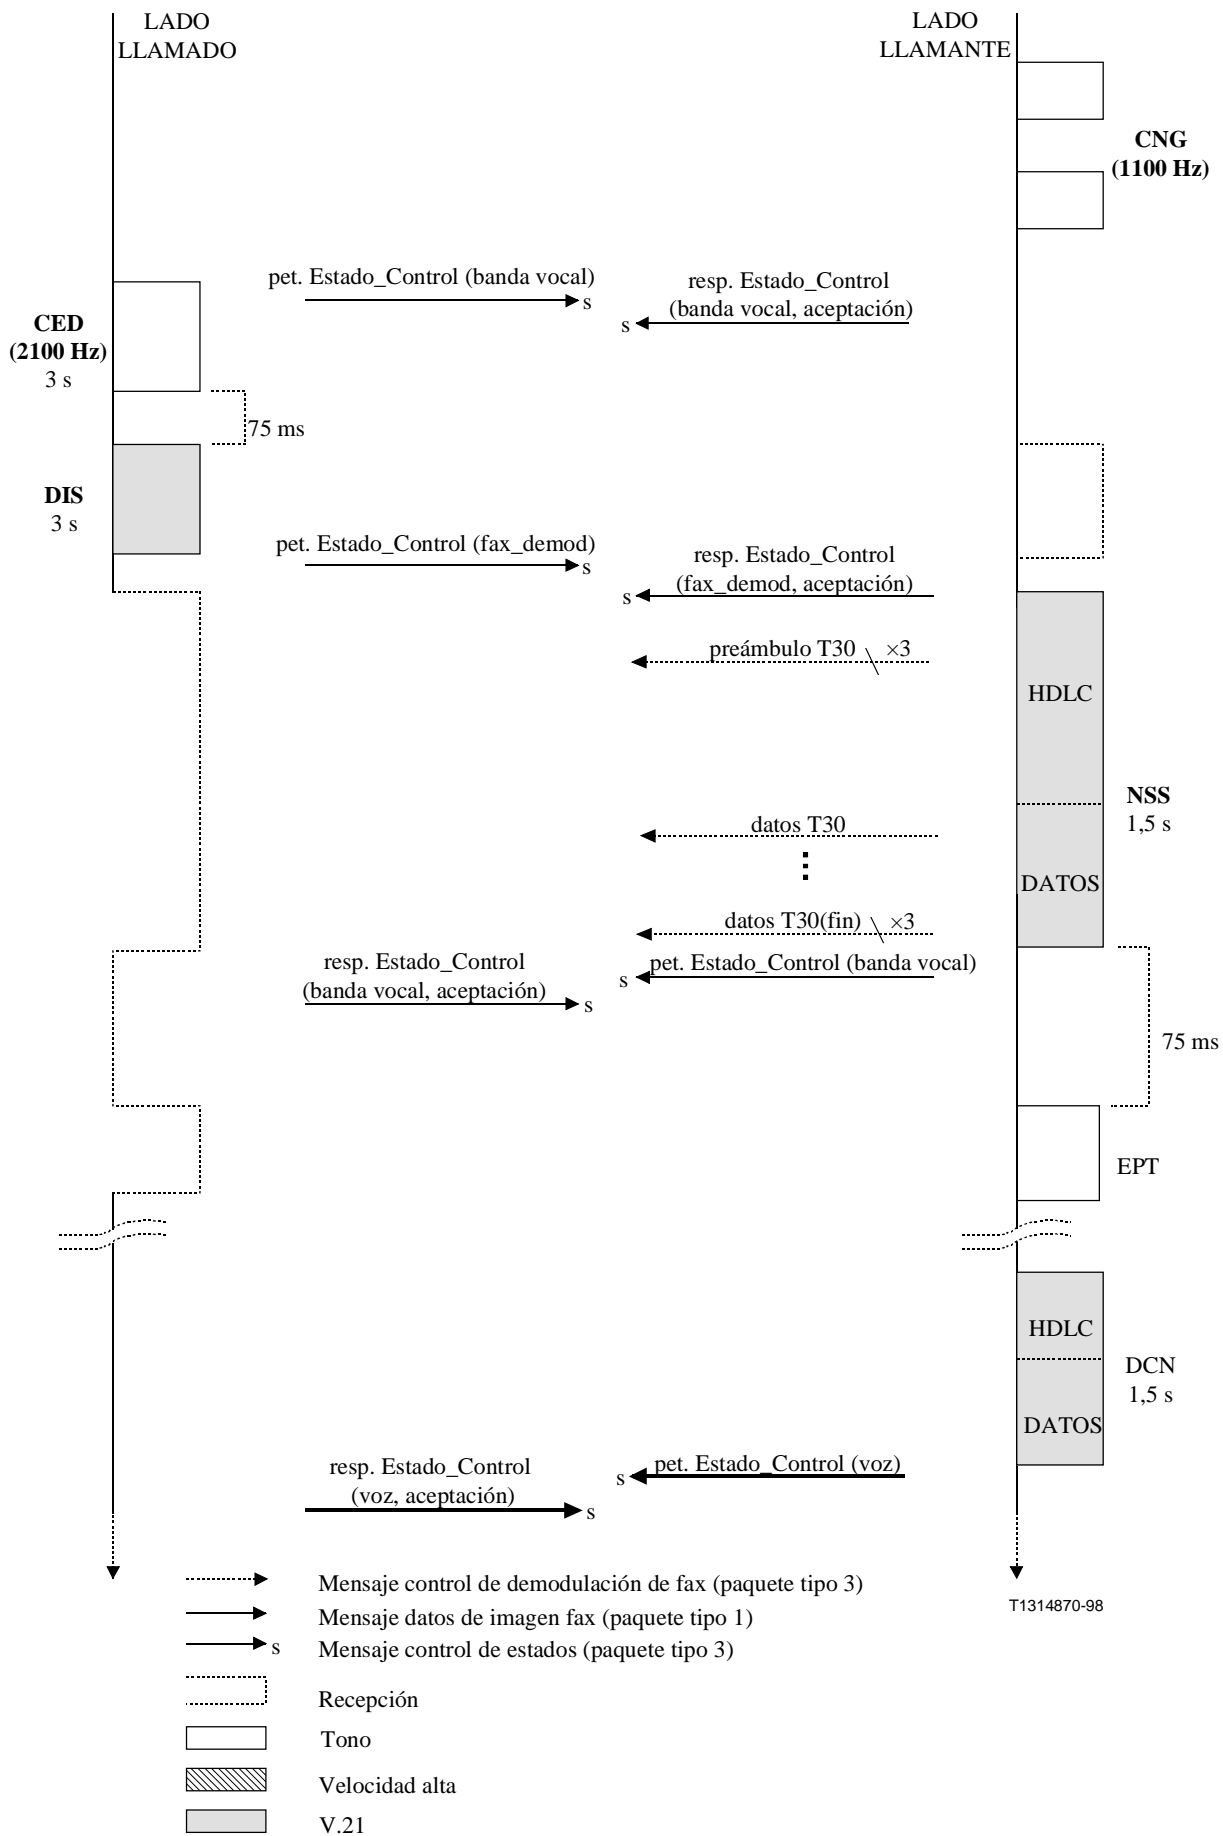 LADO
LLAMADO
LADO
LLAMANTE
CNG
(1100 Hz)
pet. Estado_Control (banda vocal)
s
resp. Estado_Control
(banda vocal, aceptación)
s
CED
(2100 Hz)
3 s
75 ms
DIS
3 s
pet. Estado_Control (fax_demod)
s
resp. Estado_Control
(fax_demod, aceptación)
s
preámbulo T30 ×3
HDLC
NSS
1,5 s
datos T30
DATOS
datos T30(fin) ×3
pet. Estado_Control (banda vocal)
s
resp. Estado_Control
(banda vocal, aceptación)
s
75 ms
EPT
HDLC
DCN
1,5 s
DATOS
pet. Estado_Control (voz)
s
resp. Estado_Control
(voz, aceptación)
s
Mensaje control de demodulación de fax (paquete tipo 3)
T1314870-98
Mensaje datos de imagen fax (paquete tipo 1)
s Mensaje control de estados (paquete tipo 3)
Recepción
Tono
Velocidad alta
V.21